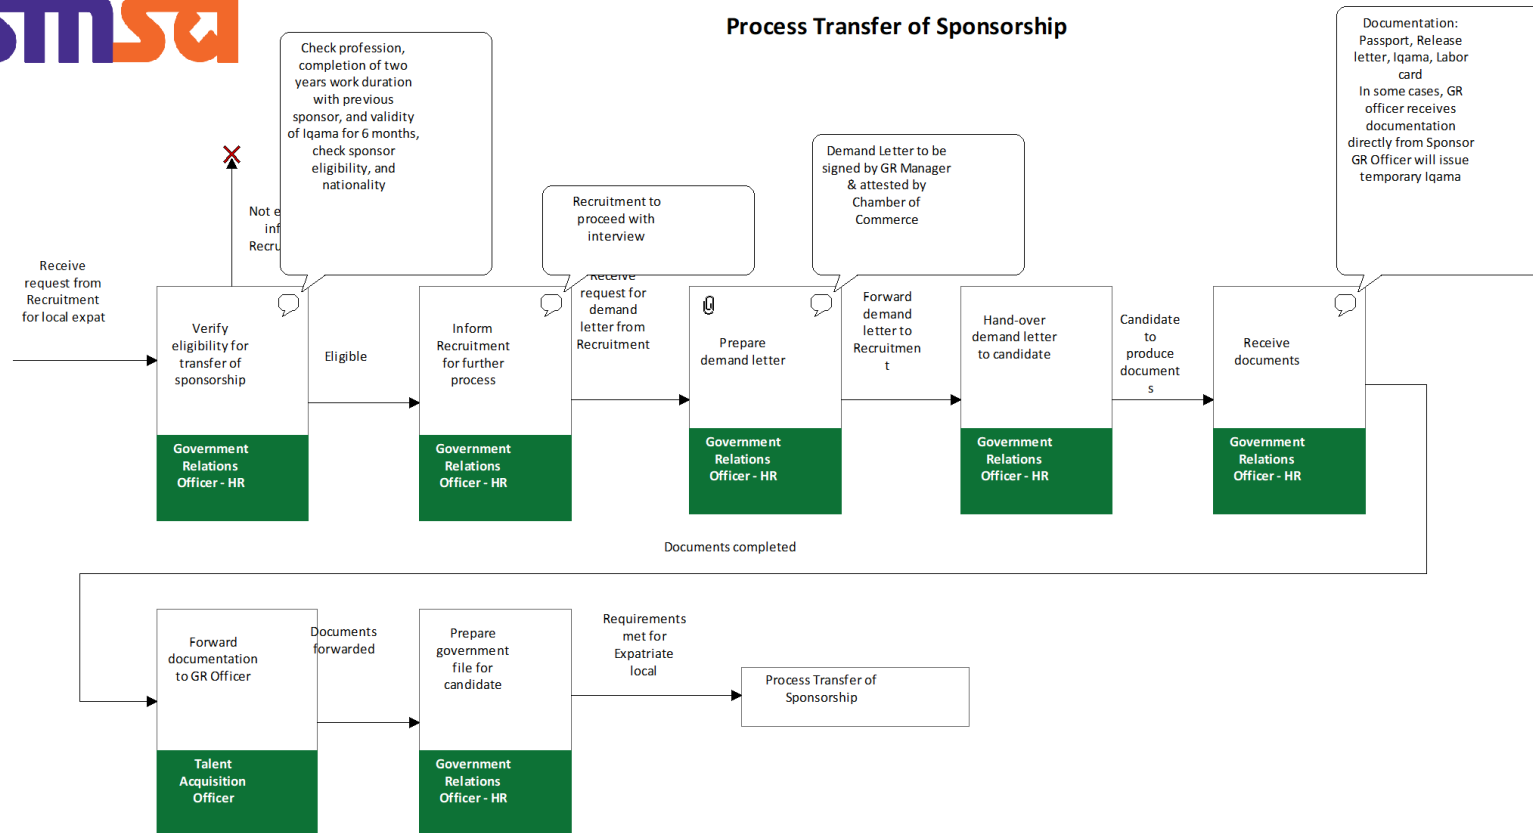 smsa
Process Transfer of Sponsorship
Check profession,
completion of two
years work duration
with previous
sponsor, and validity
of Iqama for 6 months,
check sponsor
eligibility, and
nationality
Not e
inf
Recru
Recruitment to
proceed with
interview
Demand Letter to be
signed by GR Manager
& attested by
Chamber of
Commerce
Documentation:
Passport, Release
letter, Iqama, Labor
card
In some cases, GR
officer receives
documentation
directly from Sponsor
GR Officer will issue
temporary Iqama
Receive
request from
Recruitment
for local expat
Verify
eligibility for
transfer of
sponsorship
Government
Relations
Officer - HR
Eligible
Inform
Recruitment
for further
process
Government
Relations
Officer - HR
Receive
request for
demand
letter from
Recruitment
Prepare
demand letter
Government
Relations
Officer - HR
Forward
demand
letter to
Recruitmen
t
Hand-over
demand letter
to candidate
Government
Relations
Officer - HR
Candidate
to
produce
document
s
Receive
documents
Government
Relations
Officer - HR
Documents completed
Forward
documentation
to GR Officer
Talent
Acquisition
Officer
Documents
forwarded
Prepare
government
file for
candidate
Government
Relations
Officer - HR
Requirements
met for
Expatriate
local
Process Transfer of
Sponsorship